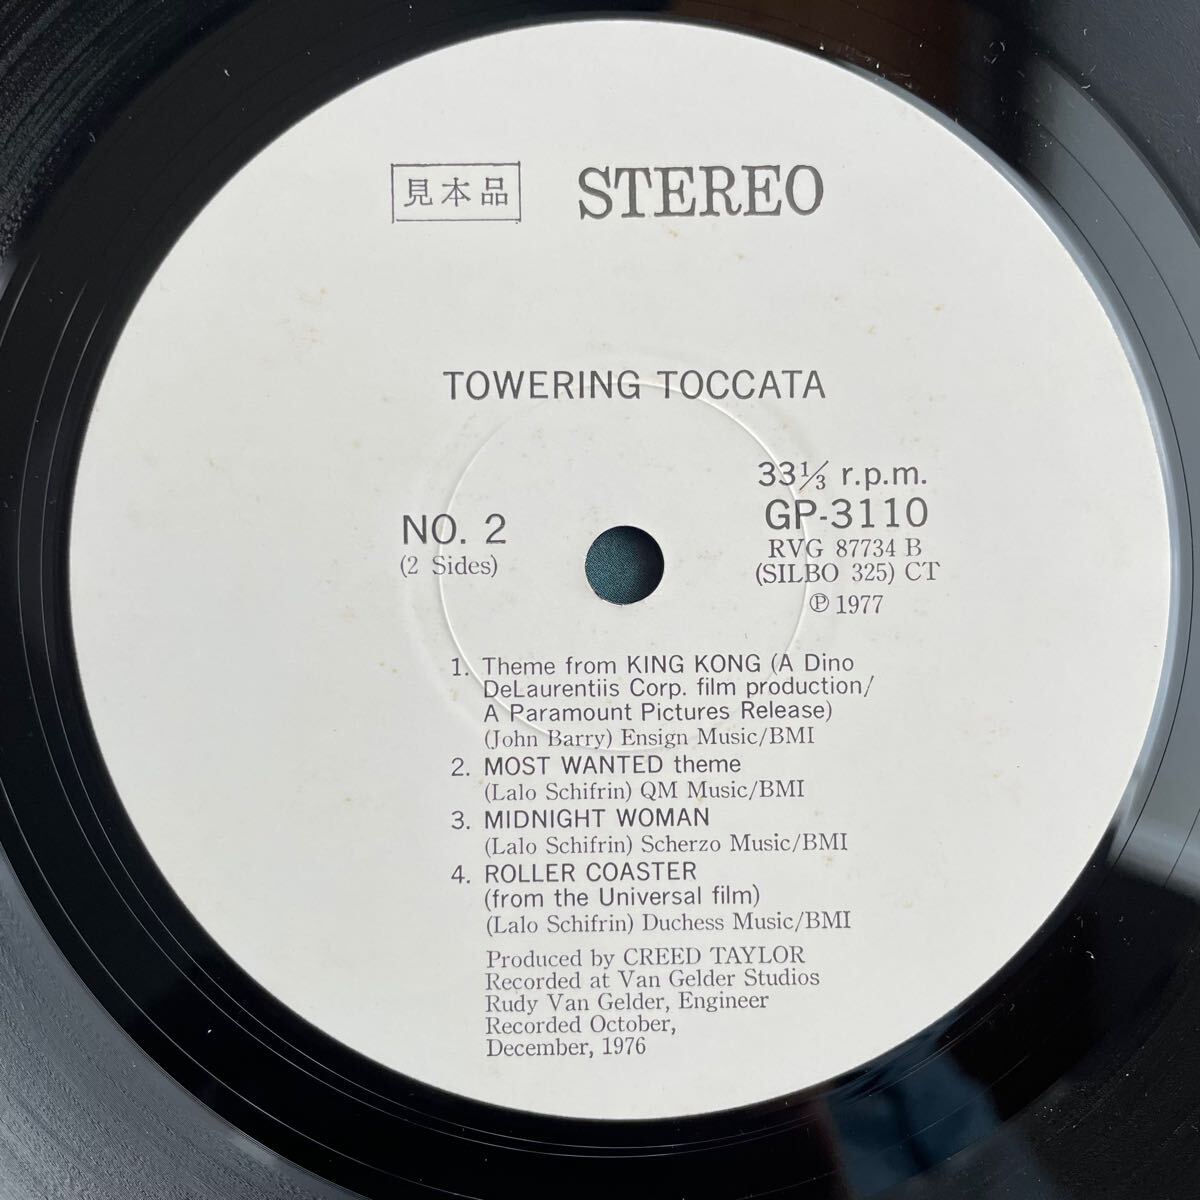 見本品 STEREO
TOWERING TOCCATA
33⅓ r.p.m.
NO. 2 GP-3110
(2 Sides) RVG 87734 B
(SILBO 325) CT
℗ 1977
1. Theme from KING KONG (A Dino
DeLaurentiis Corp. film production/
A Paramount Pictures Release)
(John Barry) Ensign Music/BMI
2. MOST WANTED theme
(Lalo Schifrin) QM Music/BMI
3. MIDNIGHT WOMAN
(Lalo Schifrin) Scherzo Music/BMI
4. ROLLER COASTER
(from the Universal film)
(Lalo Schifrin) Duchess Music/BMI
Produced by CREED TAYLOR
Recorded at Van Gelder Studios
Rudy Van Gelder, Engineer
Recorded October,
December, 1976